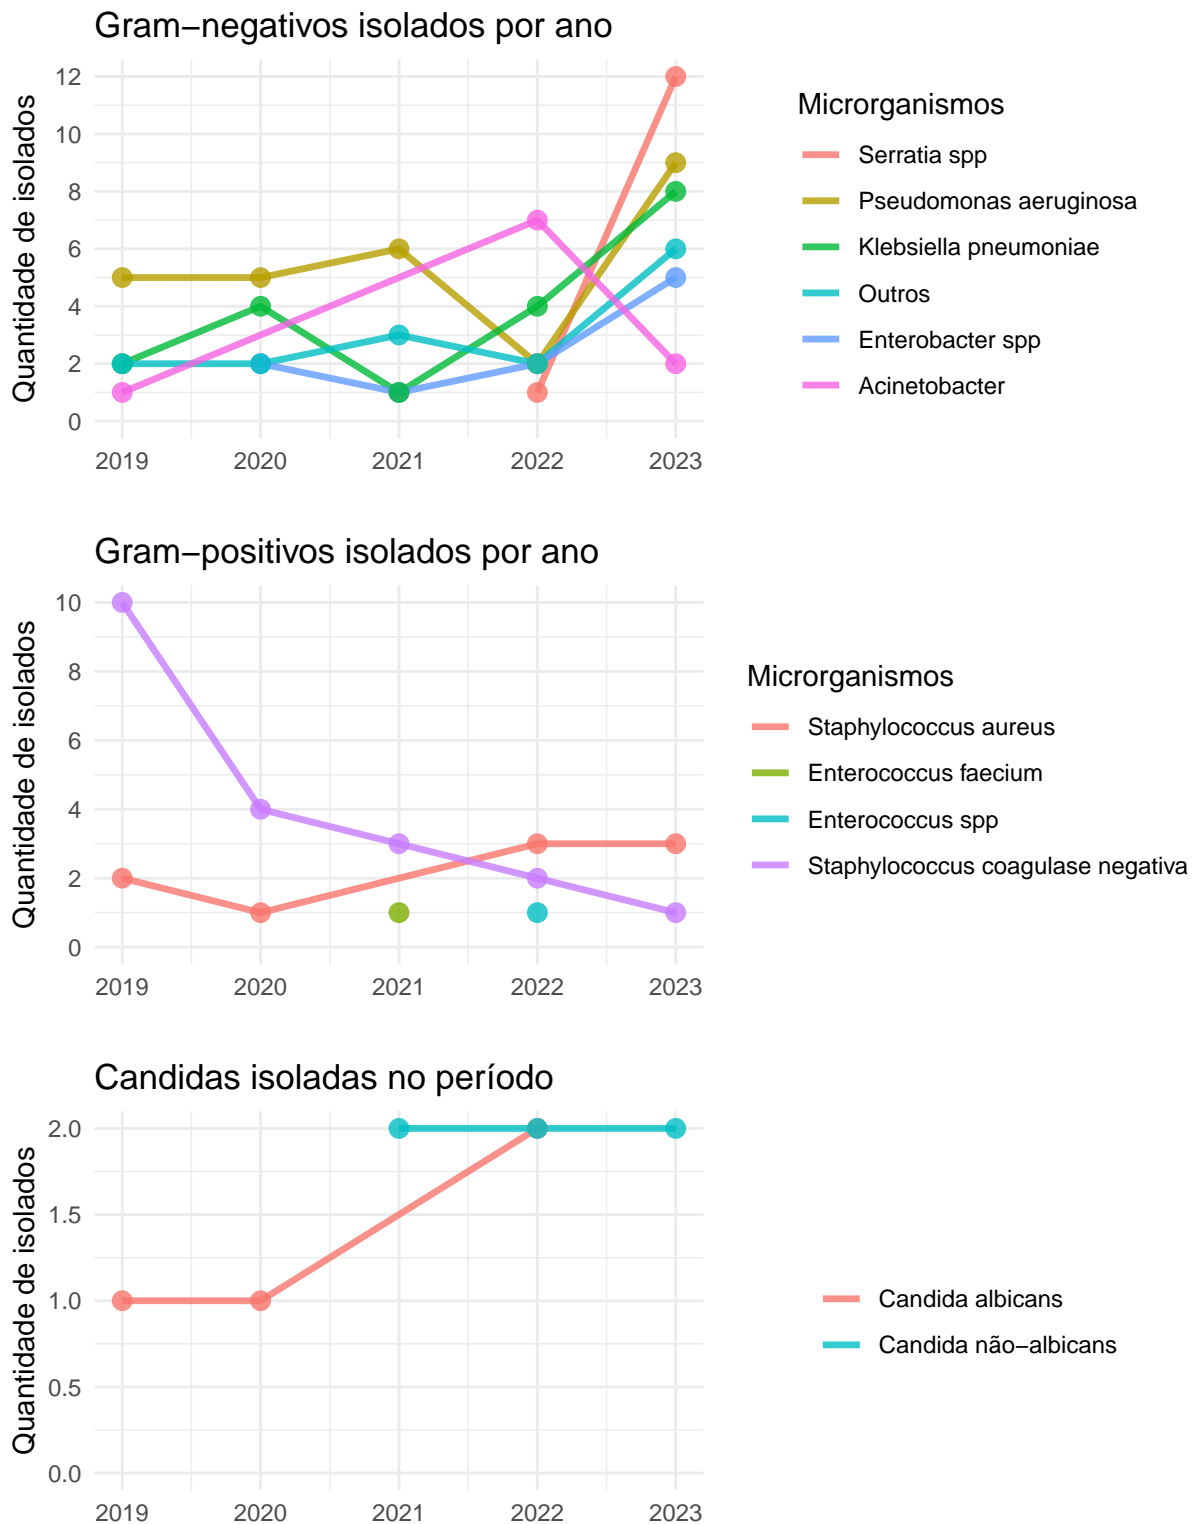 Gram−negativos isolados por ano
Quantidade de isolados
12
10
8
6
4
2
0
2019 2020 2021 2022 2023
Microrganismos
Serratia spp
Pseudomonas aeruginosa
Klebsiella pneumoniae
Outros
Enterobacter spp
Acinetobacter
Gram−positivos isolados por ano
Quantidade de isolados
10
8
6
4
2
0
2019 2020 2021 2022 2023
Microrganismos
Staphylococcus aureus
Enterococcus faecium
Enterococcus spp
Staphylococcus coagulase negativa
Candidas isoladas no período
Quantidade de isolados
2.0
1.5
1.0
0.5
0.0
2019 2020 2021 2022 2023
Candida albicans
Candida não−albicans